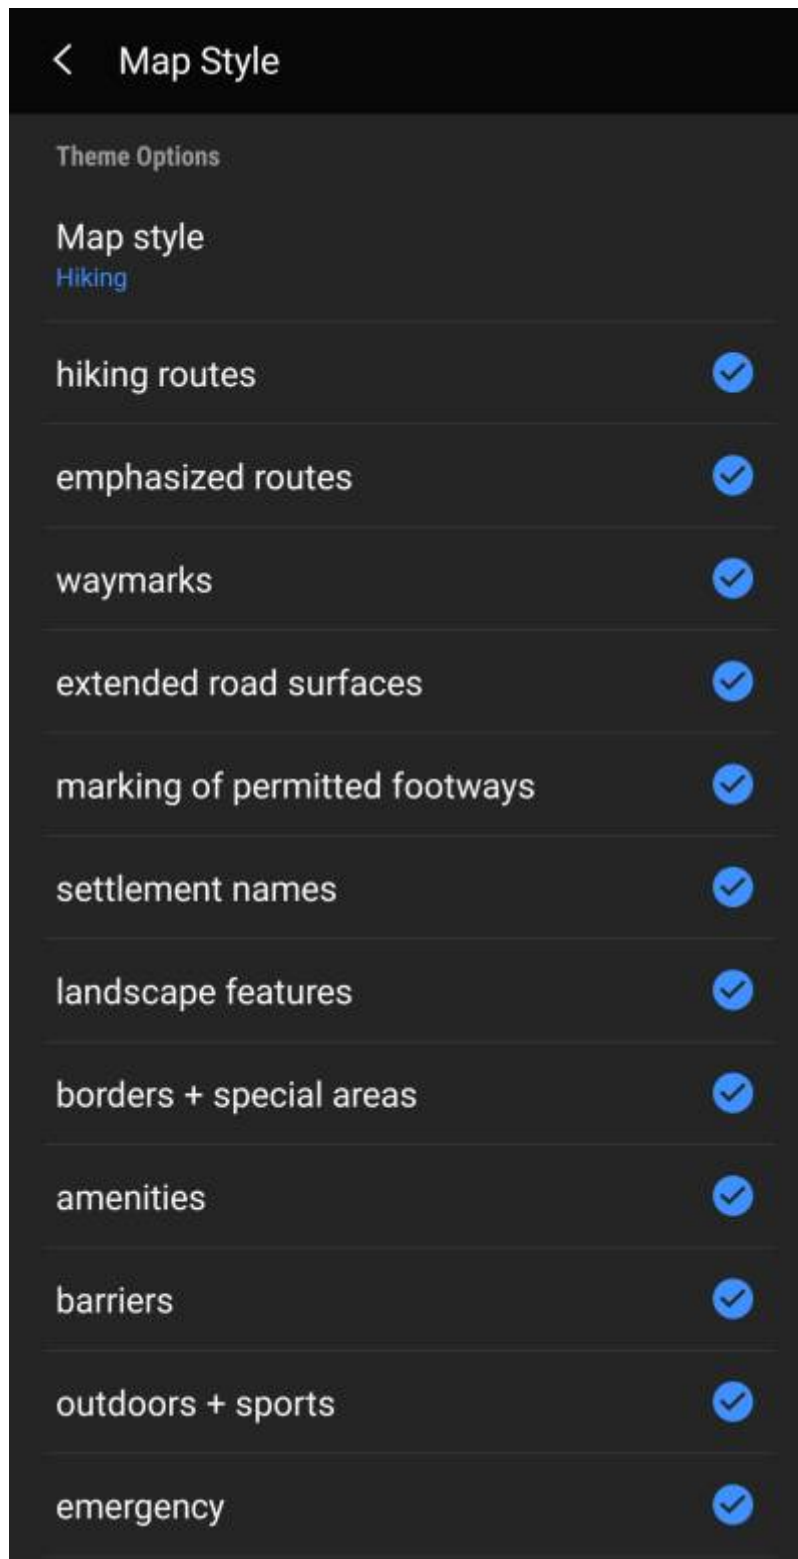 Map Style
Theme Options
Map style
Hiking
hiking routes
emphasized routes
waymarks
extended road surfaces
marking of permitted footways
settlement names
landscape features
borders + special areas
amenities
barriers
outdoors + sports
emergency